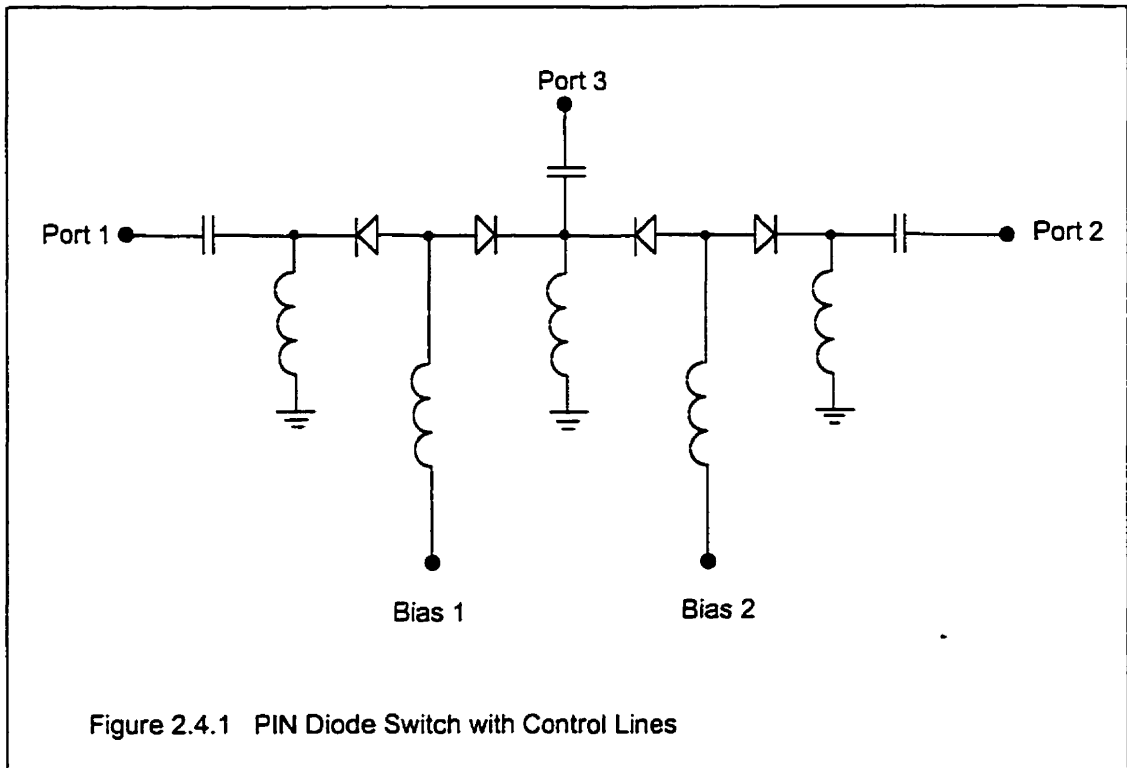 Port 3
Port 1
Port 2
Bias 1
Bias 2
Figure 2.4.1 PIN Diode Switch with Control Lines